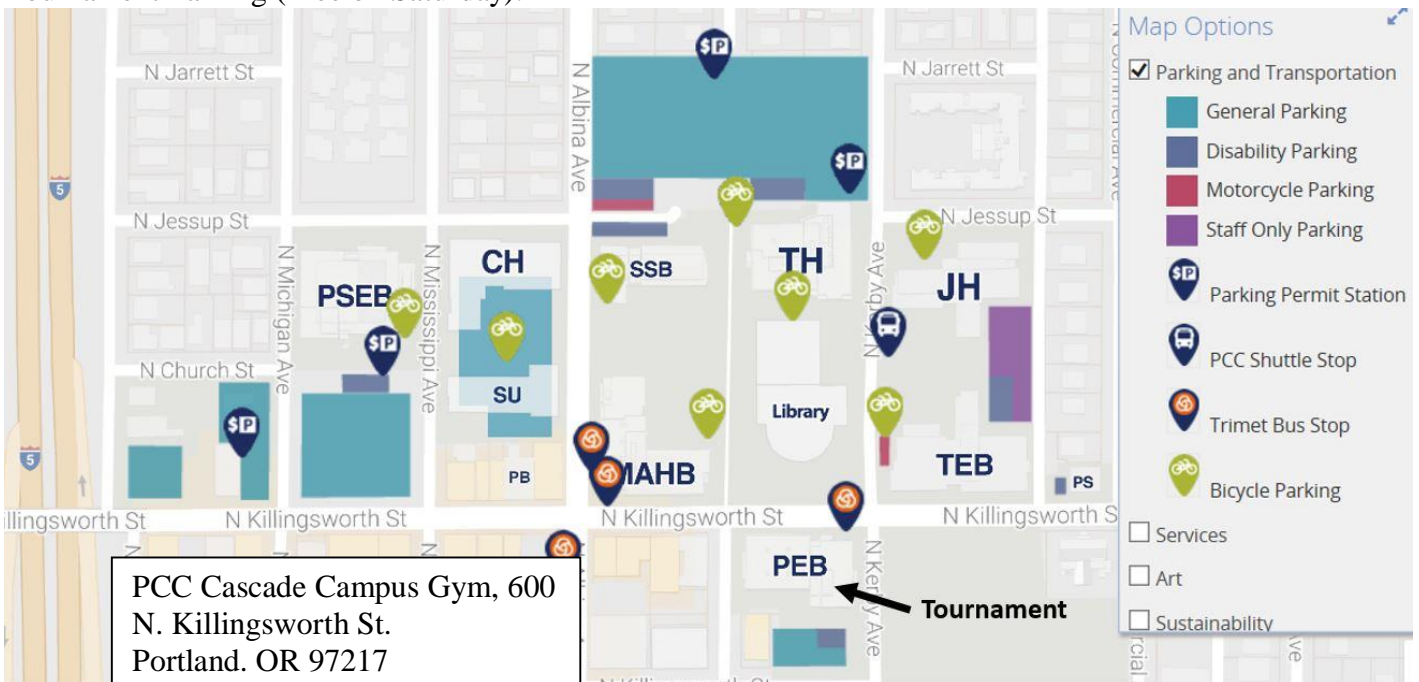 N Jarrett St
N Albina Ave
N Jarrett St
5
$P
$P
N Jessup St
N Jessup St
N Michigan Ave
N Mississippi Ave
N Kerby Ave
CH
SSB
TH
JH
PSEB
$P
N Church St
SU
Library
$P
5
PB
MAHB
TEB
PS
illingsworth St
N Killingsworth St
N Killingsworth St
N Killingsworth S
PEB
N Kerby Ave
Tournament
PCC Cascade Campus Gym, 600
N. Killingsworth St.
Portland. OR 97217
Map Options
Parking and Transportation
General Parking
Disability Parking
Motorcycle Parking
Staff Only Parking
$P
Parking Permit Station
PCC Shuttle Stop
Trimet Bus Stop
Bicycle Parking
Services
Art
Sustainability
rcial
Ave